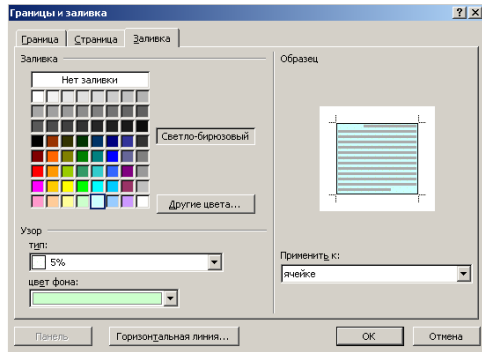 Границы и заливка
Граница Страница Заливка
Заливка
Нет заливки
Светло-бирюзовый
Другие цвета...
Узор
тип:
5%
цвет фона:
Образец
Применить к:
ячейке
Панель
Горизонтальная линия...
ОК
Отмена